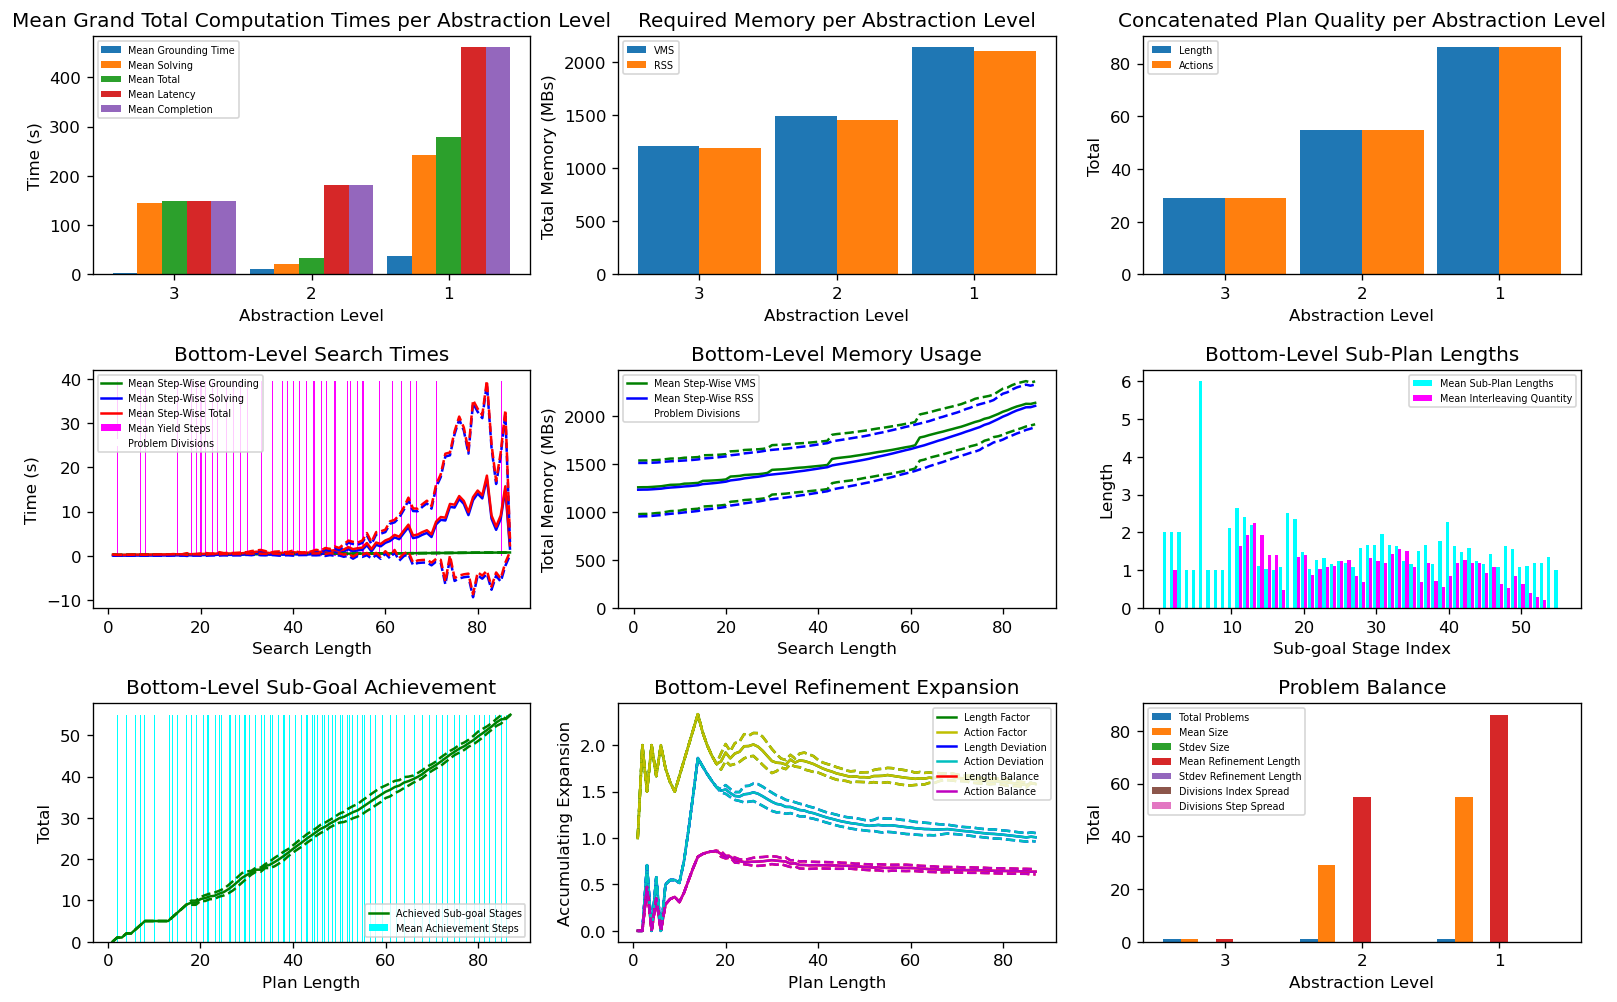 Mean Grand Total Computation Times per Abstraction Level
Time (s)
400
300
200
100
0
Mean Grounding Time
Mean Solving
Mean Total
Mean Latency
Mean Completion
3 2 1
Abstraction Level
Required Memory per Abstraction Level
Total Memory (MBs)
2000
1500
1000
500
0
VMS
RSS
3 2 1
Abstraction Level
Concatenated Plan Quality per Abstraction Level
Total
80
60
40
20
0
Length
Actions
3 2 1
Abstraction Level
Bottom-Level Search Times
Time (s)
40
30
20
10
0
−10
Mean Step-Wise Grounding
Mean Step-Wise Solving
Mean Step-Wise Total
Mean Yield Steps
Problem Divisions
0 20 40 60 80
Search Length
Bottom-Level Memory Usage
Total Memory (MBs)
2000
1500
1000
500
0
Mean Step-Wise VMS
Mean Step-Wise RSS
Problem Divisions
0 20 40 60 80
Search Length
Bottom-Level Sub-Plan Lengths
Length
6
5
4
3
2
1
0
Mean Sub-Plan Lengths
Mean Interleaving Quantity
0 10 20 30 40 50
Sub-goal Stage Index
Bottom-Level Sub-Goal Achievement
Total
50
40
30
20
10
0
Achieved Sub-goal Stages
Mean Achievement Steps
0 20 40 60 80
Plan Length
Bottom-Level Refinement Expansion
Accumulating Expansion
2.0
1.5
1.0
0.5
0.0
Length Factor
Action Factor
Length Deviation
Action Deviation
Length Balance
Action Balance
0 20 40 60 80
Plan Length
Problem Balance
Total
80
60
40
20
0
Total Problems
Mean Size
Stdev Size
Mean Refinement Length
Stdev Refinement Length
Divisions Index Spread
Divisions Step Spread
3 2 1
Abstraction Level